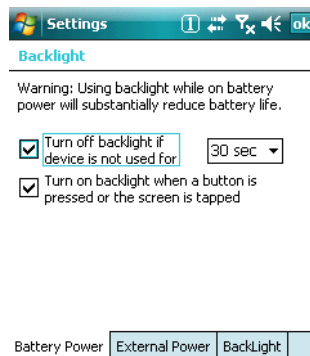 Settings 1 ok
Backlight
Warning: Using backlight while on battery
power will substantially reduce battery life.
Turn off backlight if
device is not used for 30 sec
Turn on backlight when a button is
pressed or the screen is tapped
Battery Power External Power BackLight